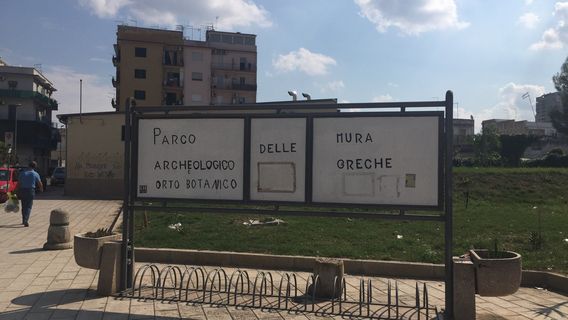 PARCO
ARCHEOLOGICO
E
ORTO BOTANICO
DELLE
MURA
GRECHE